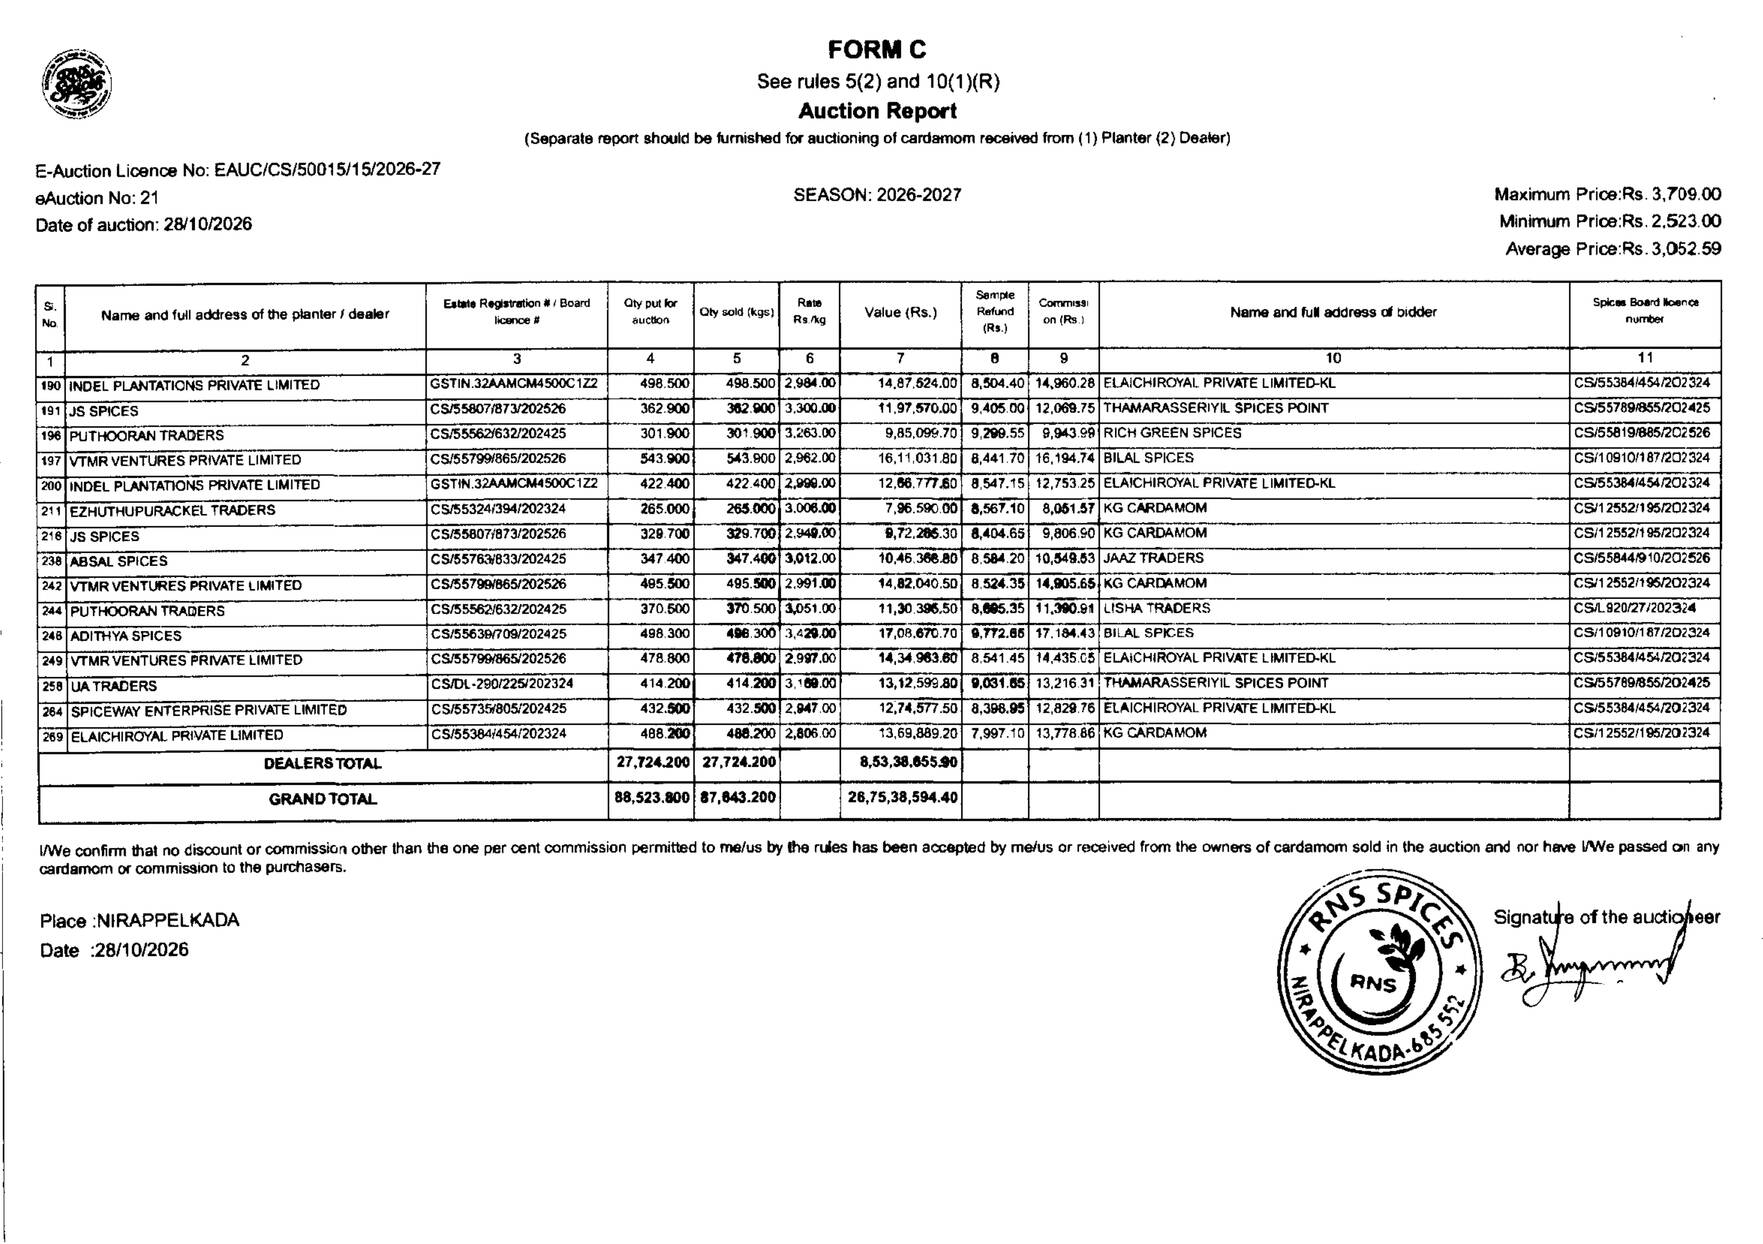 FORM C
See rules 5(2) and 10(1)(R)
Auction Report
(Separate report should be furnished for auctioning of cardamom received from (1) Planter (2) Dealer)
E-Auction Licence No: EAUC/CS/50015/15/2026-27
eAuction No: 21 SEASON: 2026-2027 Maximum Price:Rs. 3,709.00
Date of auction: 28/10/2026 Minimum Price:Rs. 2,523.00
Average Price:Rs. 3,052.59
Sl. No. Name and full address of the planter / dealer Estate Registration # / Board licence # Qty put for auction Qty sold (kgs) Rate Rs./kg Value (Rs.) Sample Refund (Rs.) Commissi on (Rs.) Name and full address of bidder Spices Board licence number
1 2 3 4 5 6 7 8 9 10 11
190 INDEL PLANTATIONS PRIVATE LIMITED GSTIN.32AAMCM4500C1Z2 498.500 498.500 2,984.00 14,87,524.00 8,504.40 14,960.28 ELAICHIROYAL PRIVATE LIMITED-KL CS/55384/454/202324
191 JS SPICES CS/55807/873/202526 362.900 362.900 3,300.00 11,97,570.00 9,405.00 12,069.75 THAMARASSERIYIL SPICES POINT CS/55789/855/202425
196 PUTHOORAN TRADERS CS/55562/632/202425 301.900 301.900 3,263.00 9,85,099.70 9,299.55 9,943.99 RICH GREEN SPICES CS/55819/885/202526
197 VTMR VENTURES PRIVATE LIMITED CS/55799/865/202526 543.900 543.900 2,962.00 16,11,031.80 8,441.70 16,194.74 BILAL SPICES CS/10910/187/202324
200 INDEL PLANTATIONS PRIVATE LIMITED GSTIN.32AAMCM4500C1Z2 422.400 422.400 2,999.00 12,66,777.60 8,547.15 12,753.25 ELAICHIROYAL PRIVATE LIMITED-KL CS/55384/454/202324
211 EZHUTHUPURACKEL TRADERS CS/55324/394/202324 265.000 265.000 3,006.00 7,96,590.00 8,567.10 8,051.57 KG CARDAMOM CS/12552/195/202324
216 JS SPICES CS/55807/873/202526 329.700 329.700 2,949.00 9,72,285.30 8,404.65 9,806.90 KG CARDAMOM CS/12552/195/202324
238 ABSAL SPICES CS/55763/833/202425 347.400 347.400 3,012.00 10,46,368.80 8,584.20 10,549.53 JAAZ TRADERS CS/55844/910/202526
242 VTMR VENTURES PRIVATE LIMITED CS/55799/865/202526 495.500 495.500 2,991.00 14,82,040.50 8,524.35 14,905.65 KG CARDAMOM CS/12552/195/202324
244 PUTHOORAN TRADERS CS/55562/632/202425 370.500 370.500 3,051.00 11,30,395.50 8,695.35 11,390.91 LISHA TRADERS CS/L920/27/202324
248 ADITHYA SPICES CS/55639/709/202425 498.300 498.300 3,429.00 17,08,670.70 9,772.65 17,184.43 BILAL SPICES CS/10910/187/202324
249 VTMR VENTURES PRIVATE LIMITED CS/55799/865/202526 478.800 478.800 2,997.00 14,34,963.60 8,541.45 14,435.05 ELAICHIROYAL PRIVATE LIMITED-KL CS/55384/454/202324
258 UA TRADERS CS/DL-290/225/202324 414.200 414.200 3,169.00 13,12,599.80 9,031.65 13,216.31 THAMARASSERIYIL SPICES POINT CS/55789/855/202425
264 SPICEWAY ENTERPRISE PRIVATE LIMITED CS/55735/805/202425 432.500 432.500 2,947.00 12,74,577.50 8,398.95 12,829.76 ELAICHIROYAL PRIVATE LIMITED-KL CS/55384/454/202324
269 ELAICHIROYAL PRIVATE LIMITED CS/55384/454/202324 488.200 488.200 2,806.00 13,69,889.20 7,997.10 13,778.86 KG CARDAMOM CS/12552/195/202324
DEALERS TOTAL 27,724.200 27,724.200 8,53,38,655.90
GRAND TOTAL 88,523.800 87,643.200 26,75,38,594.40
I/We confirm that no discount or commission other than the one per cent commission permitted to me/us by the rules has been accepted by me/us or received from the owners of cardamom sold in the auction and nor have I/We passed on any
cardamom or commission to the purchasers.
Place :NIRAPPELKADA
Date :28/10/2026
Signature of the auctioneer
RNS SPICES
RNS
NIRAPPELKADA-685 552